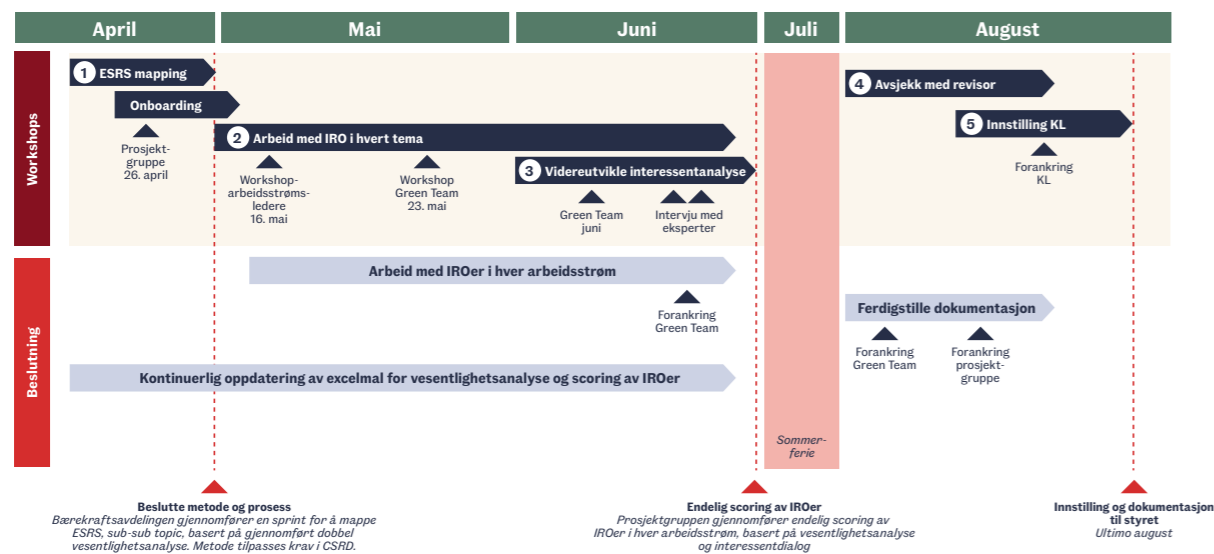 April
Mai
Juni
Juli
August
Workshops
1 ESRS mapping
Onboarding
Prosjekt-
gruppe
26. april
2 Arbeid med IRO i hvert tema
Workshop-
arbeidsstrøms-
ledere
16. mai
Workshop
Green Team
23. mai
3 Videreutvikle interessentanalyse
Green Team
juni
Intervju med
eksperter
4 Avsjekk med revisor
5 Innstilling KL
Forankring
KL
Beslutning
Arbeid med IROer i hver arbeidsstrøm
Forankring
Green Team
Kontinuerlig oppdatering av excelmal for vesentlighetsanalyse og scoring av IROer
Ferdigstille dokumentasjon
Forankring
Green Team
Forankring
prosjekt-
gruppe
Sommer-
ferie
Beslutte metode og prosess
Bærekraftsavdelingen gjennomfører en sprint for å mappe
ESRS, sub-sub topic, basert på gjennomført dobbel
vesentlighetsanalyse. Metode tilpasses krav i CSRD.
Endelig scoring av IROer
Prosjektgruppen gjennomfører endelig scoring av
IROer i hver arbeidsstrøm, basert på vesentlighetsanalyse
og interessentdialog
Innstilling og dokumentasjon
til styret
Ultimo august